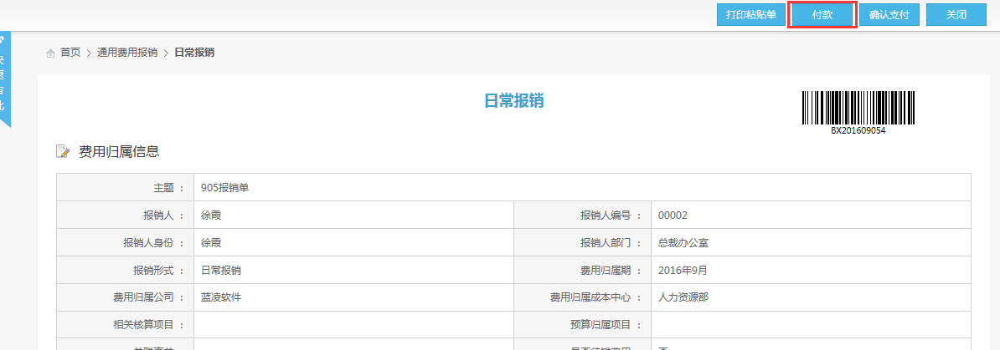 打印粘贴单 付款 确认支付 关闭
首页 > 通用费用报销 > 日常报销
日常报销
BX201609054
费用归属信息
主题 : 905报销单
报销人 : 徐霞 报销人编号 : 00002
报销人身份 : 徐霞 报销人部门 : 总裁办公室
报销形式 : 日常报销 费用归属期 : 2016年9月
费用归属公司 : 蓝凌软件 费用归属成本中心 : 人力资源部
相关核算项目 : 预算归属项目 :